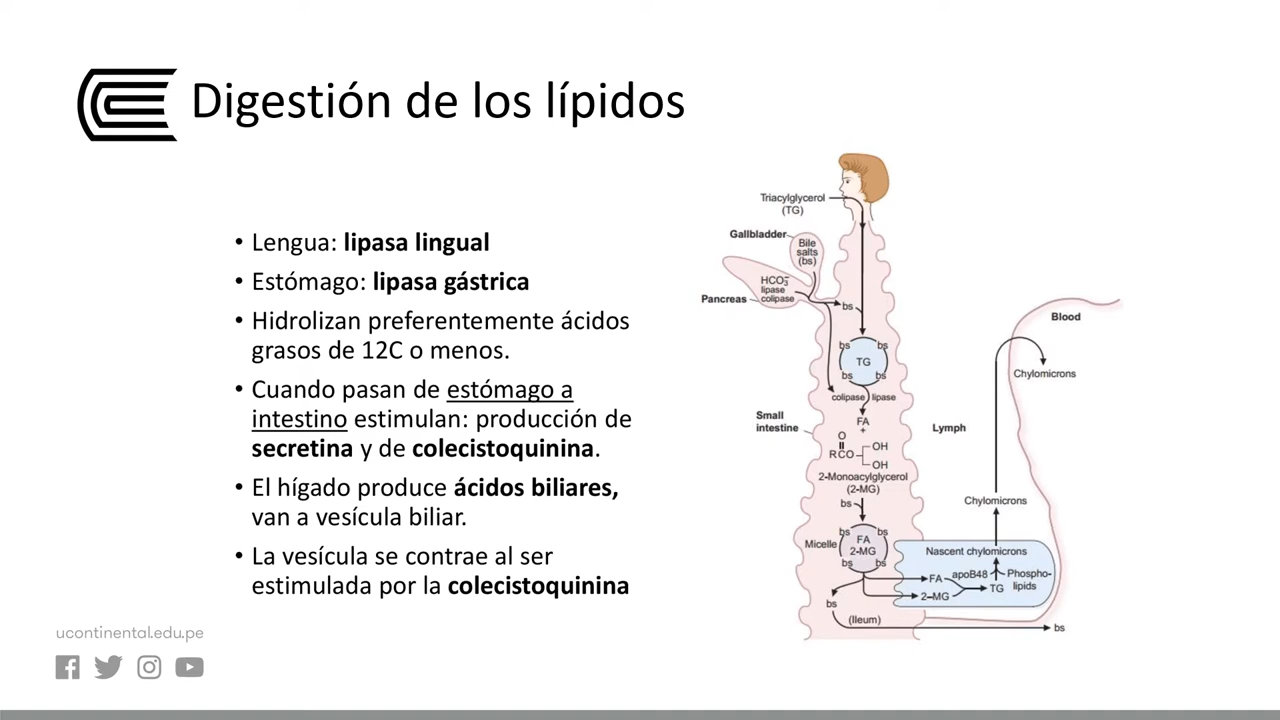 Digestión de los lípidos
• Lengua: lipasa lingual
• Estómago: lipasa gástrica
• Hidrolizan preferentemente ácidos
grasos de 12C o menos.
• Cuando pasan de estómago a
intestino estimulan: producción de
secretina y de colecistoquinina.
• El hígado produce ácidos biliares,
van a vesícula biliar.
• La vesícula se contrae al ser
estimulada por la colecistoquinina
Triacylglycerol
(TG)
Gallbladder
Bile
salts
(bs)
HCO3−
lipase
colipase
Pancreas
bs
bs bs
TG
bs bs
colipase lipase
FA
+
O
RCO
OH
OH
2-Monoacylglycerol
(2-MG)
bs
Small
intestine
Micelle
bs bs
FA
2-MG
bs bs
bs
(Ileum)
bs
Lymph
Blood
Chylomicrons
Chylomicrons
Nascent chylomicrons
FA
apoB48
Phospho-
lipids
TG
2–MG
ucontinental.edu.pe